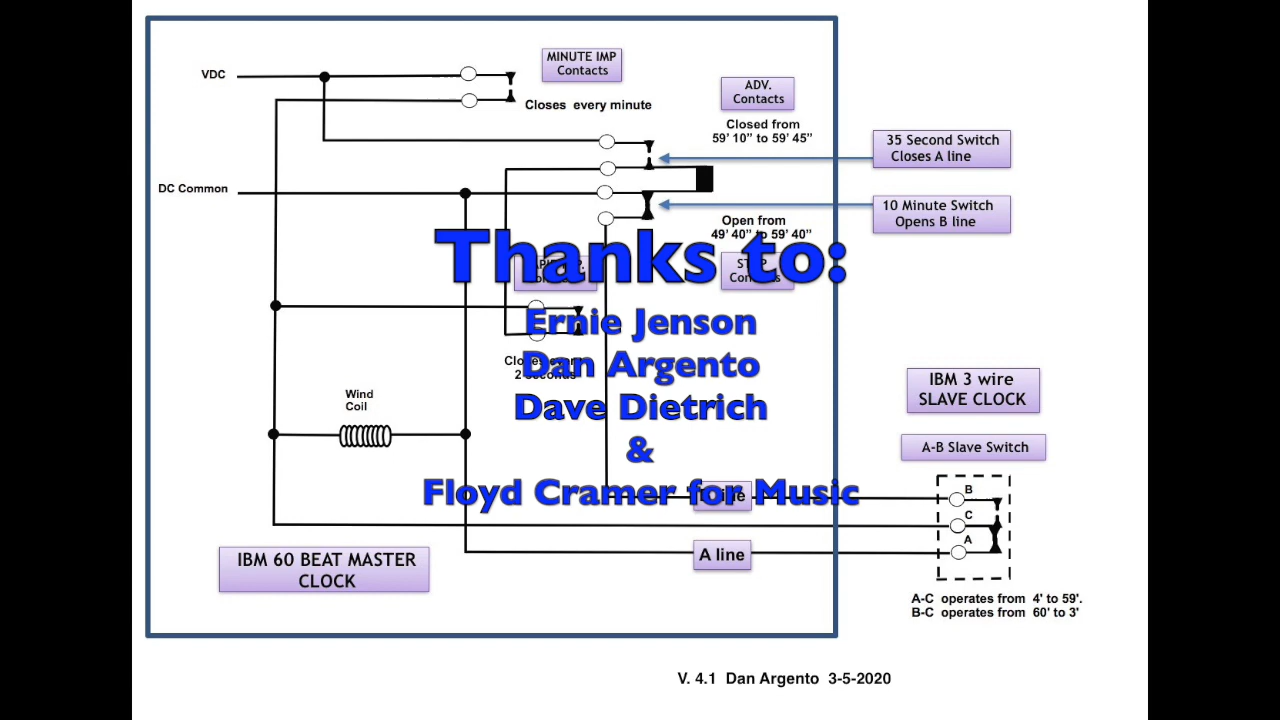 MINUTE IMP
Contacts
VDC
ADV.
Contacts
Closes every minute
Closed from
59' 10” to 59' 45”
35 Second Switch
Closes A line
DC Common
10 Minute Switch
Opens B line
Open from
49' 40” to 59' 40”
Thanks to:
Ernie Jenson
Dan Argento
2 seconds
Dave Dietrich
&
Floyd Cramer for Music
Wind
Coil
IBM 3 wire
SLAVE CLOCK
A-B Slave Switch
B
C
A
line
A line
IBM 60 BEAT MASTER
CLOCK
A-C operates from 4' to 59'.
B-C operates from 60' to 3'
V. 4.1 Dan Argento 3-5-2020